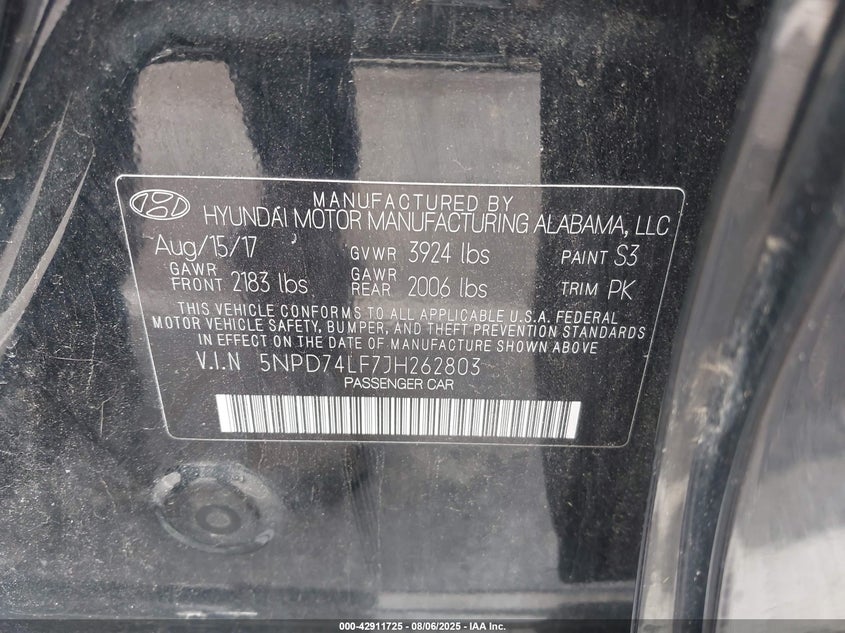 MANUFACTURED BY
HYUNDAI MOTOR MANUFACTURING ALABAMA, LLC
Aug/15/17 GVWR 3924 lbs PAINT S3
GAWR FRONT 2183 lbs GAWR REAR 2006 lbs TRIM PK
THIS VEHICLE CONFORMS TO ALL APPLICABLE U.S.A. FEDERAL
MOTOR VEHICLE SAFETY, BUMPER, AND THEFT PREVENTION STANDARDS
IN EFFECT ON THE DATE OF MANUFACTURE SHOWN ABOVE
V.I.N 5NPD74LF7JH262803
PASSENGER CAR
000-42911725 - 08/06/2025 - IAA Inc.